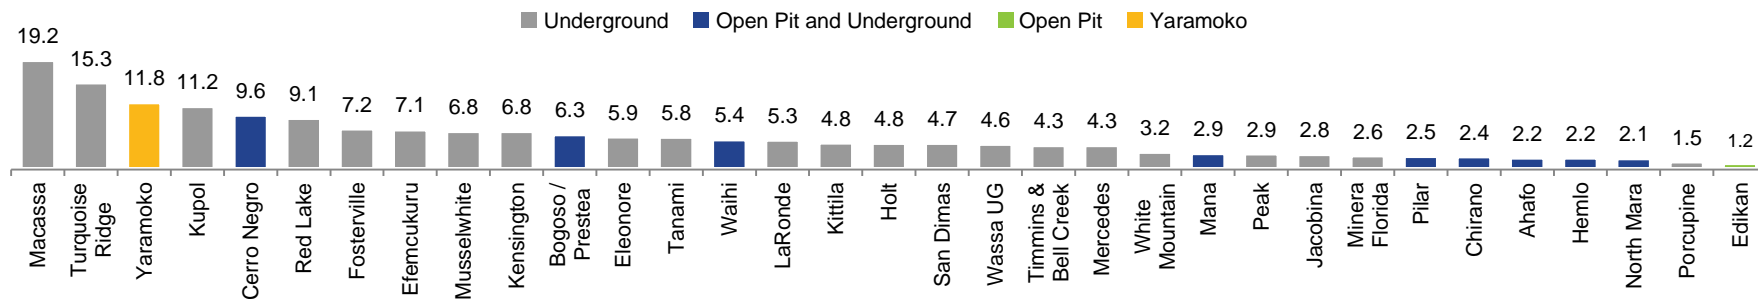 Underground Open Pit and Underground Open Pit Yaramoko
19.2 15.3 11.8 11.2 9.6 9.1 7.2 7.1 6.8 6.8 6.3 5.9 5.8 5.4 5.3 4.8 4.8 4.7 4.6 4.3 4.3 3.2 2.9 2.9 2.8 2.6 2.5 2.4 2.2 2.2 2.1 1.5 1.2
Macassa
Turquoise
Ridge
Yaramoko
Kupol
Cerro Negro
Red Lake
Fosterville
Efemcukuru
Musselwhite
Kensington
Bogoso /
Prestea
Eleonore
Tanami
Waihi
LaRonde
Kittila
Holt
San Dimas
Wassa UG
Timmins &
Bell Creek
Mercedes
White
Mountain
Mana
Peak
Jacobina
Minera
Florida
Pilar
Chirano
Ahafo
Hemlo
North Mara
Porcupine
Edikan